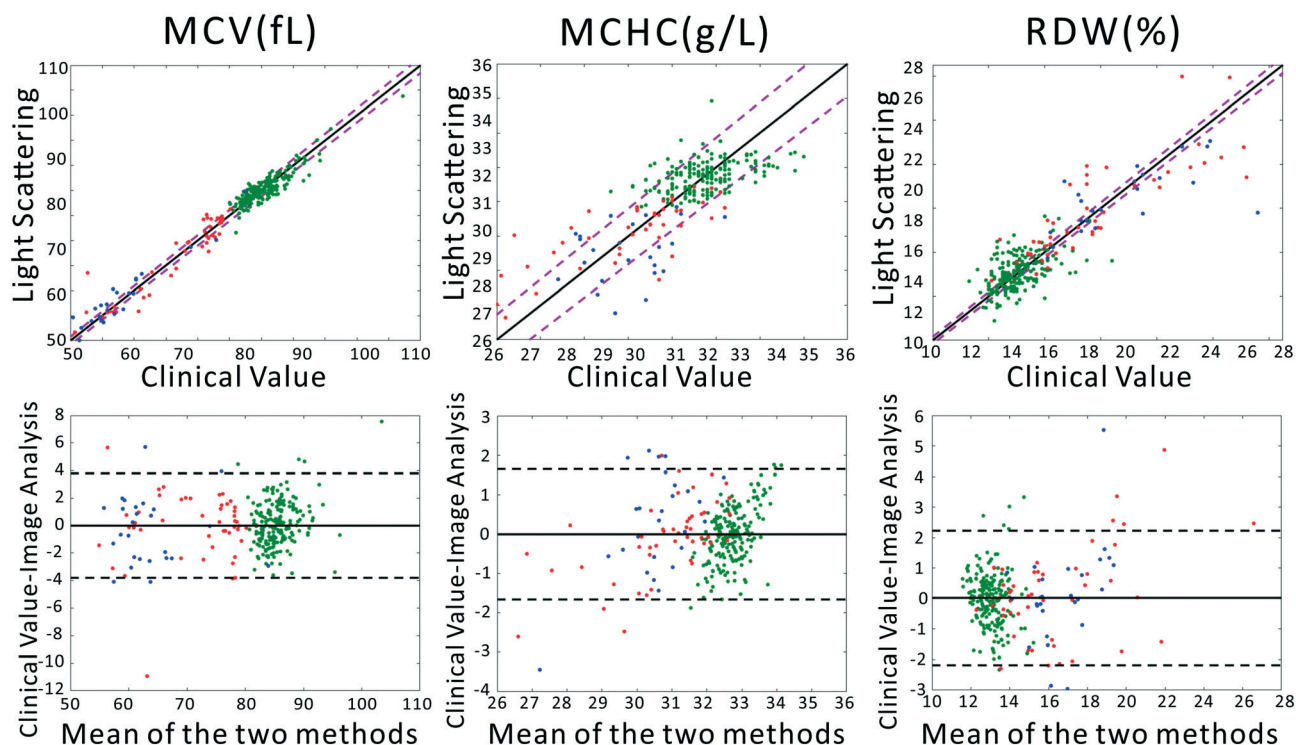 MCV(fL)
110
100
90
80
70
60
50
Light Scattering
50 60 70 80 90 100 110
Clinical Value
MCHC(g/L)
36
36
34
33
32
31
30
29
28
27
26
Light Scattering
26 27 28 29 30 31 32 33 34 36
Clinical Value
RDW(%)
28
26
24
22
20
18
16
14
12
10
Light Scattering
10 12 14 16 18 20 22 24 26 28
Clinical Value
8
6
4
2
0
-2
-4
-6
-8
-10
-12
Clinical Value-Image Analysis
50 60 70 80 90 100 110
Mean of the two methods
3
2
1
0
-1
-2
-3
-4
Clinical Value-Image Analysis
26 27 28 29 30 31 32 33 34 35 36
Mean of the two methods
6
5
4
3
2
1
0
-1
-2
-3
Clinical Value-Image Analysis
10 12 14 16 18 20 22 24 26 28
Mean of the two methods